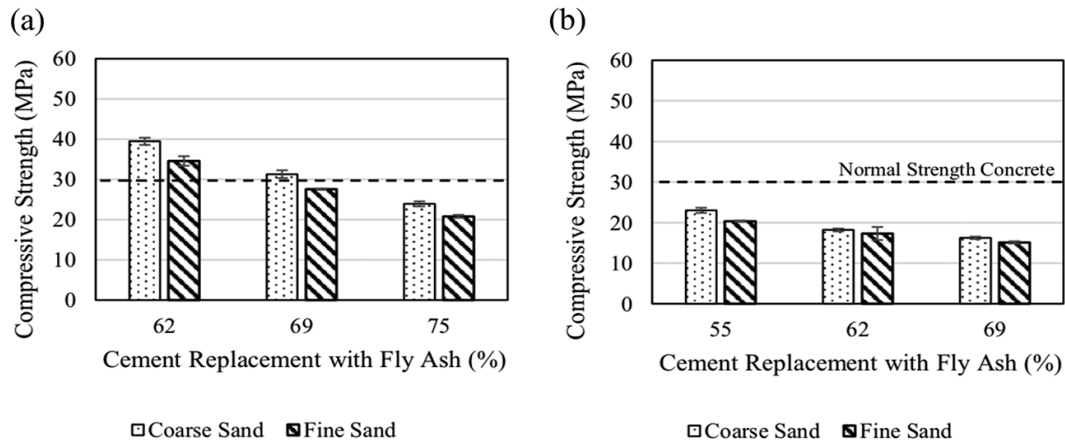 (a)
Compressive Strength (MPa)
60
50
40
30
20
10
0
62 69 75
Cement Replacement with Fly Ash (%)
Coarse Sand Fine Sand
(b)
Compressive Strength (MPa)
60
50
40
30
20
10
0
Normal Strength Concrete
55 62 69
Cement Replacement with Fly Ash (%)
Coarse Sand Fine Sand